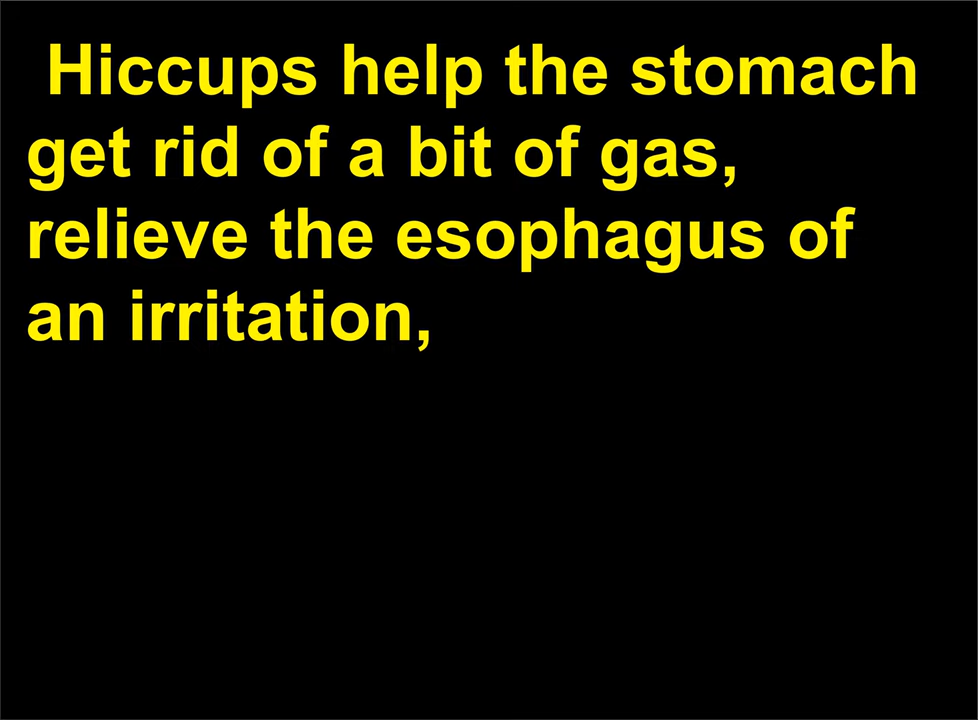 Hiccups help the stomach
get rid of a bit of gas,
relieve the esophagus of
an irritation,